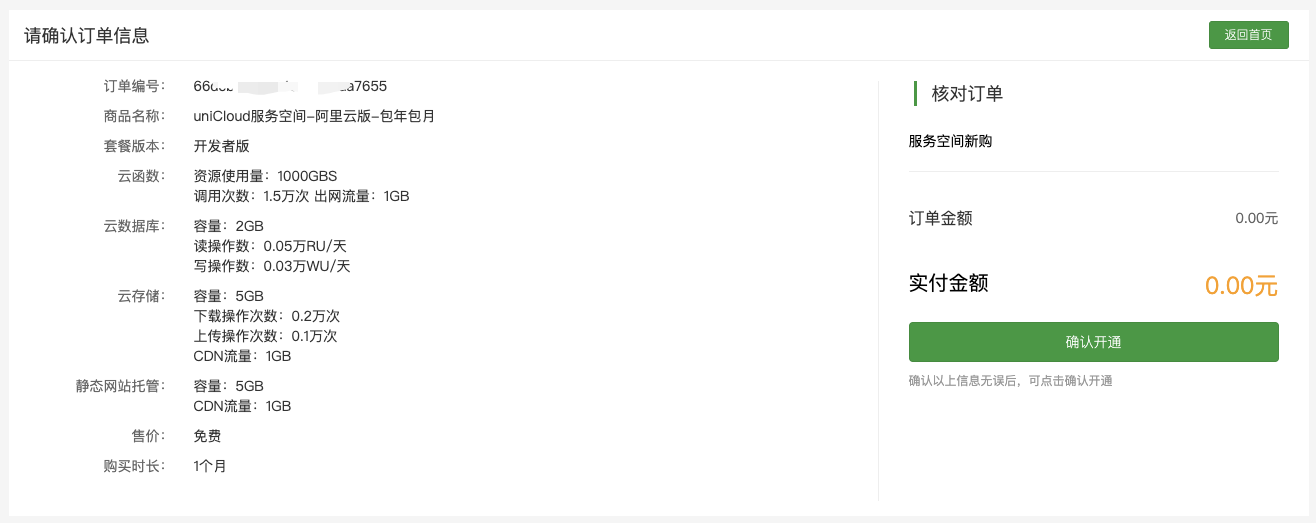 请确认订单信息
返回首页
订单编号： a7655
商品名称： uniCloud服务空间-阿里云版-包年包月
套餐版本： 开发者版
云函数： 资源使用量：1000GBS
调用次数：1.5万次 出网流量：1GB
云数据库： 容量：2GB
读操作数：0.05万RU/天
写操作数：0.03万WU/天
云存储： 容量：5GB
下载操作次数：0.2万次
上传操作次数：0.1万次
CDN流量：1GB
静态网站托管： 容量：5GB
CDN流量：1GB
售价： 免费
购买时长： 1个月
核对订单
服务空间新购
订单金额 0.00元
实付金额 0.00元
确认开通
确认以上信息无误后，可点击确认开通